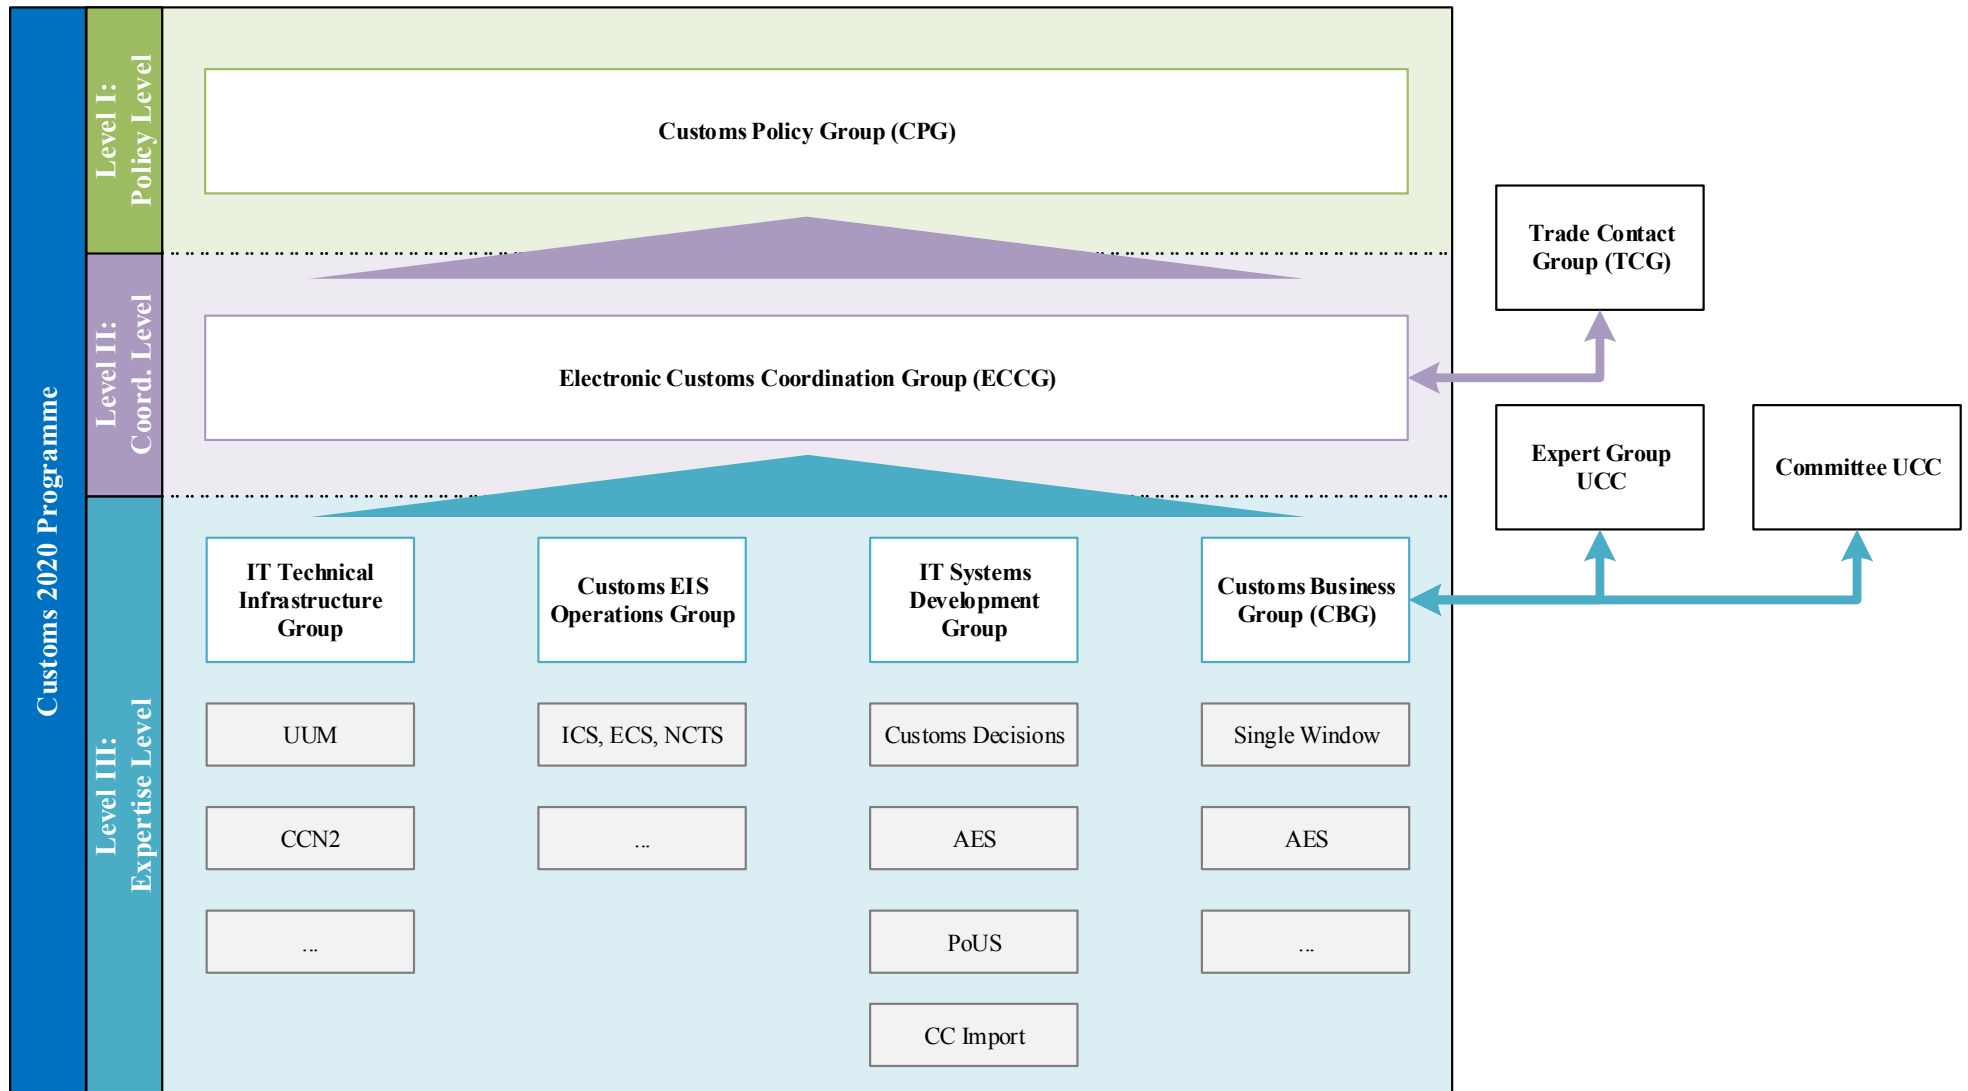 Customs 2020 Programme
Level I:
Policy Level
Customs Policy Group (CPG)
Level II:
Coord. Level
Electronic Customs Coordination Group (ECCG)
Trade Contact
Group (TCG)
Expert Group
UCC
Committee UCC
Level III:
Expertise Level
IT Technical
Infrastructure
Group
Customs EIS
Operations Group
IT Systems
Development
Group
Customs Business
Group (CBG)
UUM
ICS, ECS, NCTS
Customs Decisions
Single Window
CCN2
...
AES
AES
...
PoUS
...
CC Import